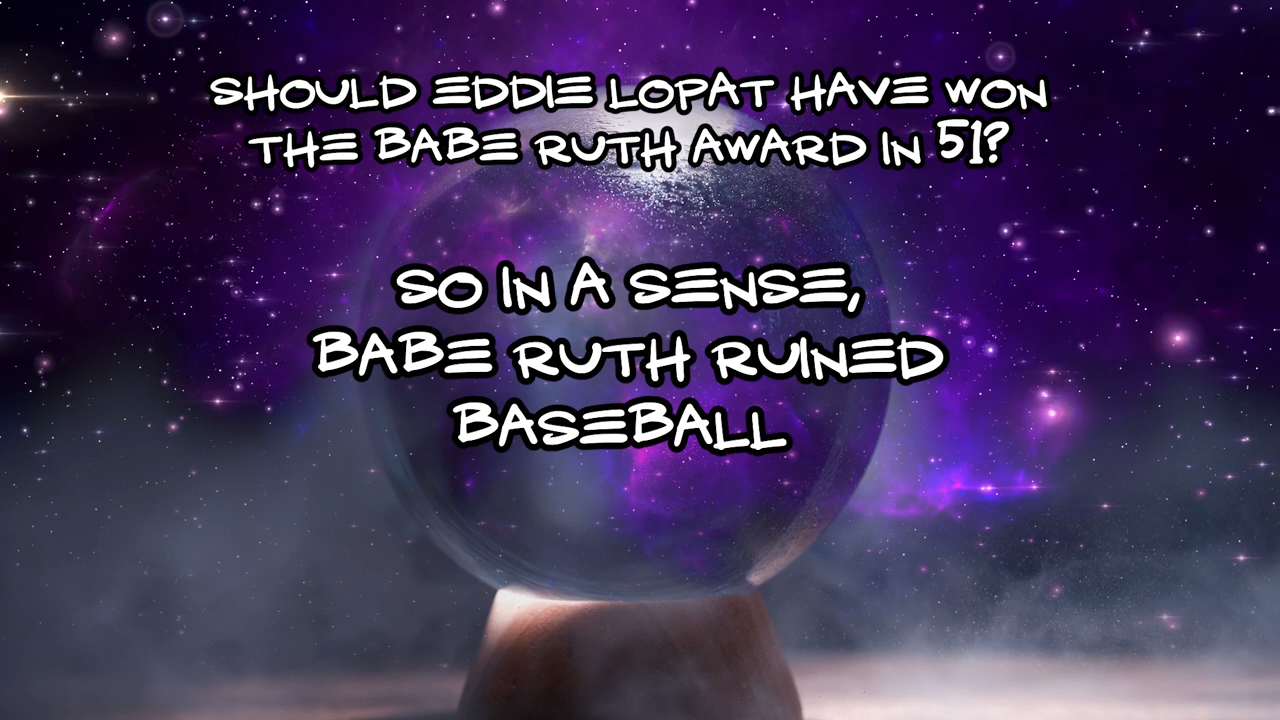 SHOULD EDDIE LOPAT HAVE WON
THE BABE RUTH AWARD IN 51?
SO IN A SENSE,
BABE RUTH RUINED
BASEBALL